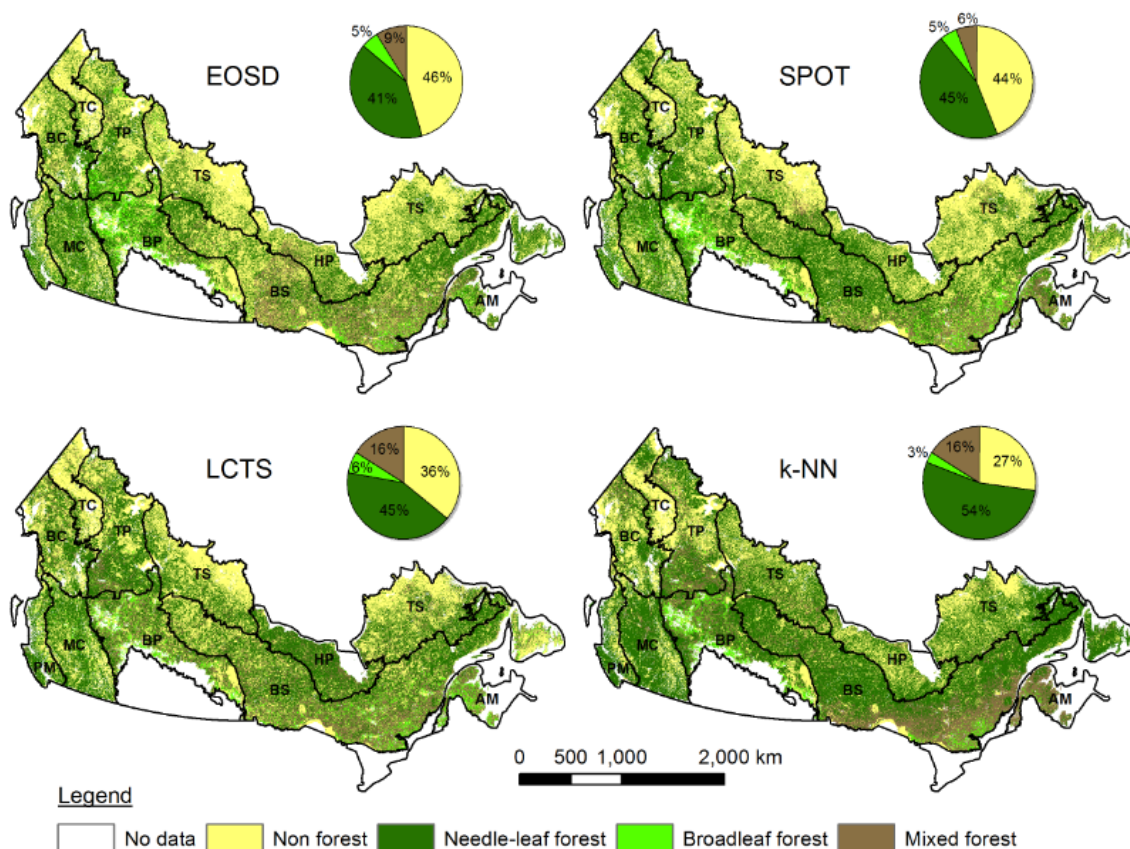 EOSD
5%
9%
46%
41%
TC
BC
TP
TS
TS
MC
BP
HP
BS
AM
SPOT
5%
6%
44%
45%
TC
BC
TP
TS
TS
MC
BP
HP
BS
AM
LCTS
16%
6%
36%
45%
TC
BC
TP
TS
TS
MC
PM
BP
HP
BS
AM
k-NN
3%
16%
27%
54%
TC
BC
TP
TS
TS
MC
PM
BP
HP
BS
AM
0 500 1,000 2,000 km
Legend
No data Non forest Needle-leaf forest Broadleaf forest Mixed forest